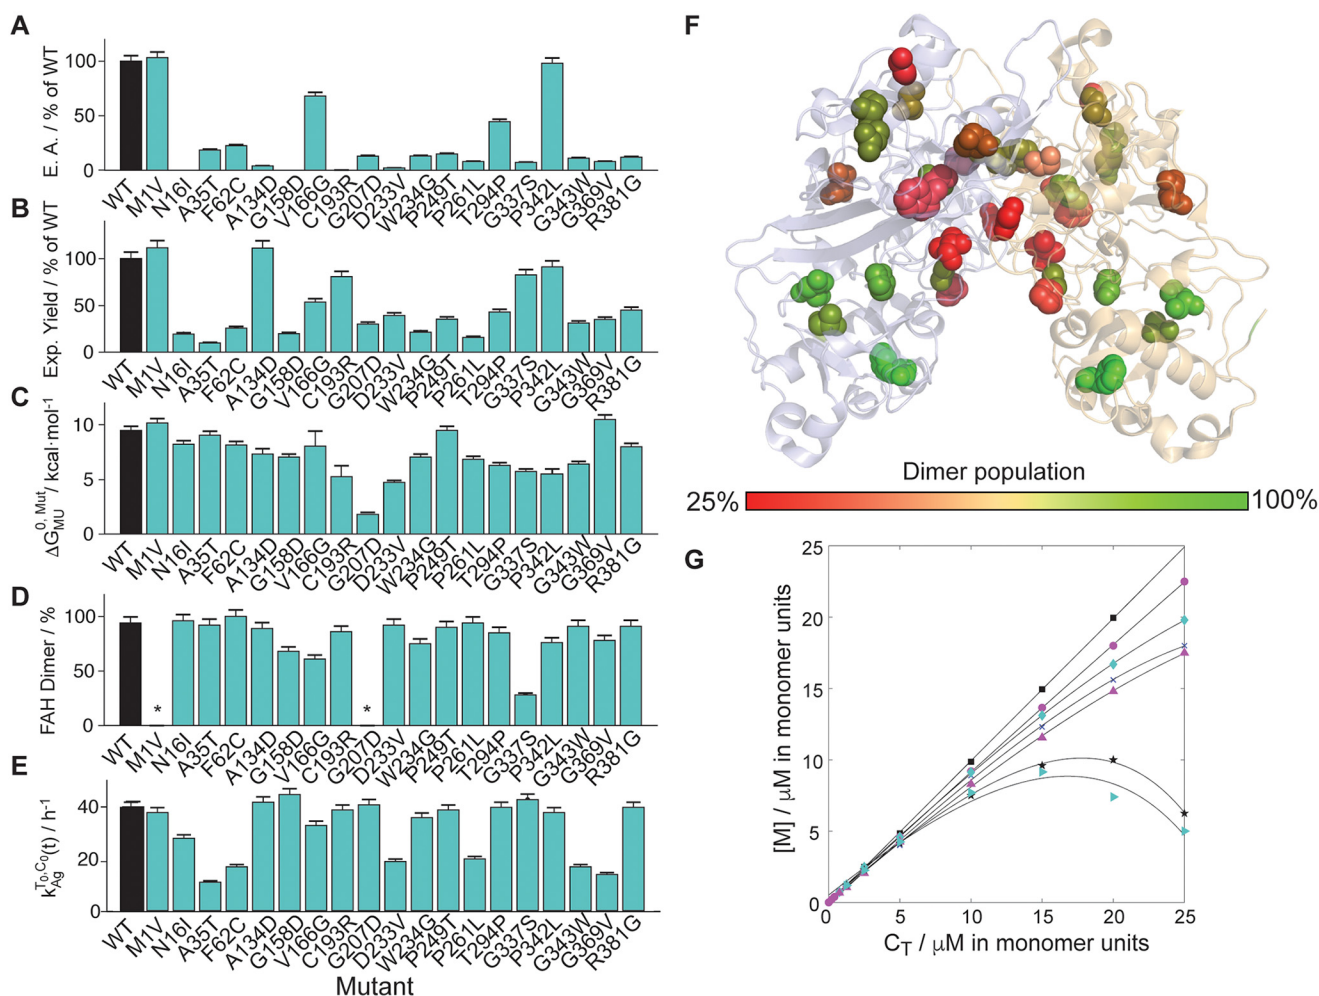 A
E. A. / % of WT
100
50
0
WT M1V N16I A35T F62C A134D G158D V166G C193R G207D D233V W234G P249T P261L T294P G337S P342L G343W G369V R381G
B
Exp. Yield / % of WT
100
50
0
WT M1V N16I A35T F62C A134D G158D V166G C193R G207D D233V W234G P249T P261L T294P G337S P342L G343W G369V R381G
C
ΔG⁰, Mut MU / kcal·mol⁻¹
10
5
0
WT M1V N16I A35T F62C A134D G158D V166G C193R G207D D233V W234G P249T P261L T294P G337S P342L G343W G369V R381G
D
FAH Dimer / %
100
50
0
* *
WT M1V N16I A35T F62C A134D G158D V166G C193R G207D D233V W234G P249T P261L T294P G337S P342L G343W G369V R381G
E
k T₀,C₀ Ag (t) / h⁻¹
40
20
0
WT M1V N16I A35T F62C A134D G158D V166G C193R G207D D233V W234G P249T P261L T294P G337S P342L G343W G369V R381G
Mutant
F
Dimer population
25% 100%
G
[M] / μM in monomer units
25
20
15
10
5
0
0 5 10 15 20 25
C_T / μM in monomer units